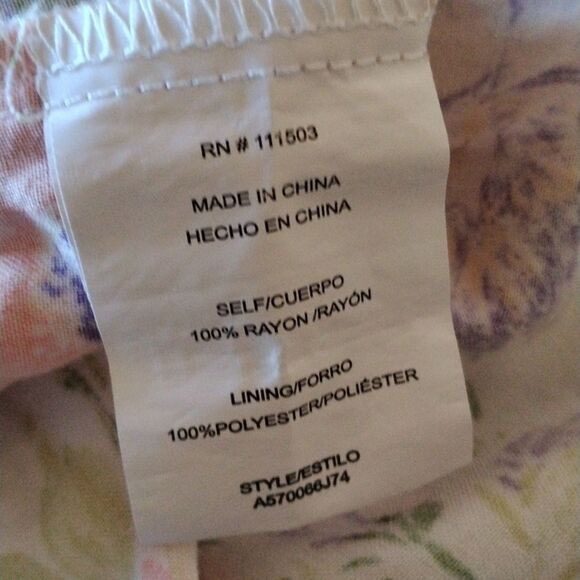 RN # 111503
MADE IN CHINA
HECHO EN CHINA
SELF/CUERPO
100% RAYON /RAYÓN
LINING/FORRO
100%POLYESTER/POLIÉSTER
STYLE/ESTILO
A570066J74